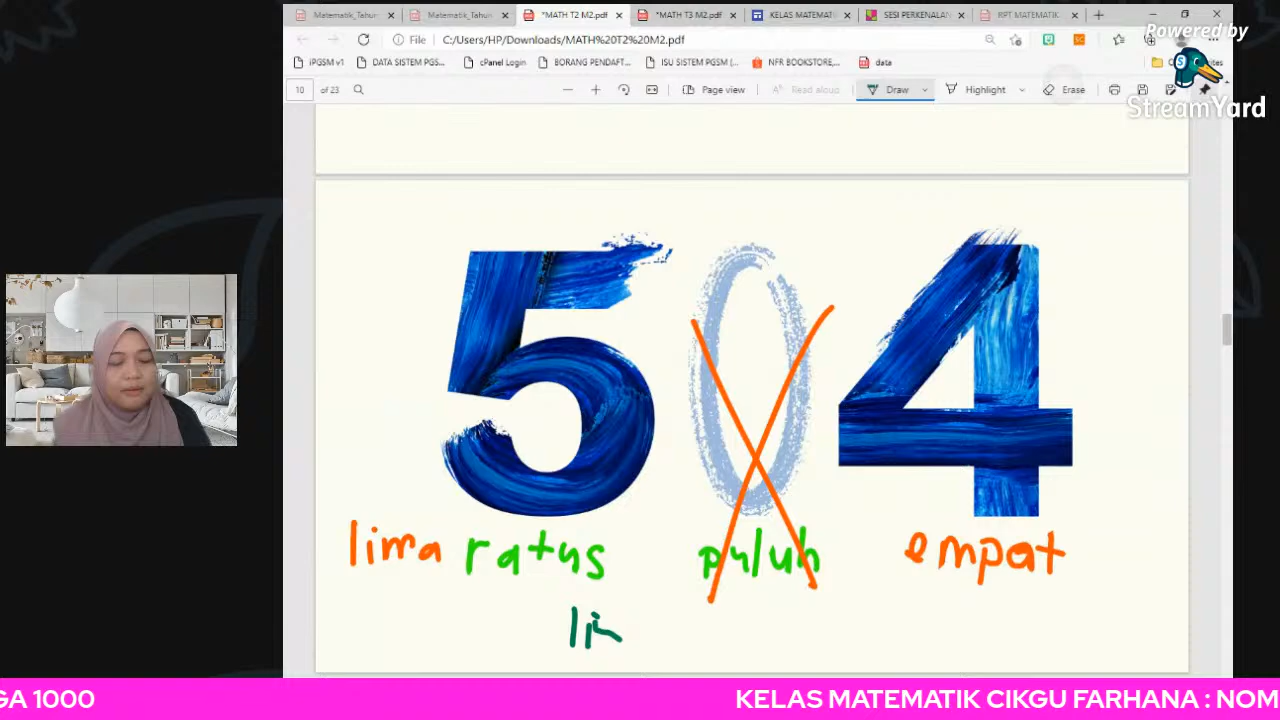 Matematik_Tahun
Matematik_Tahun
*MATH T2 M2.pdf
*MATH T3 M2.pdf
KELAS MATEMATI
SESI PERKENALAN
RPT MATEMATIK
File
C:/Users/HP/Downloads/MATH%20T2%20M2.pdf
Powered by
StreamYard
iPGSM v1
DATA SISTEM PGS...
cPanel Login
BORANG PENDAFT...
ISU SISTEM PGSM (...
NFR BOOKSTORE,...
data
10 of 23
Page view
Read aloud
Draw
Highlight
Erase
504
lima ratus puluh empat
GA 1000 KELAS MATEMATIK CIKGU FARHANA : NOM